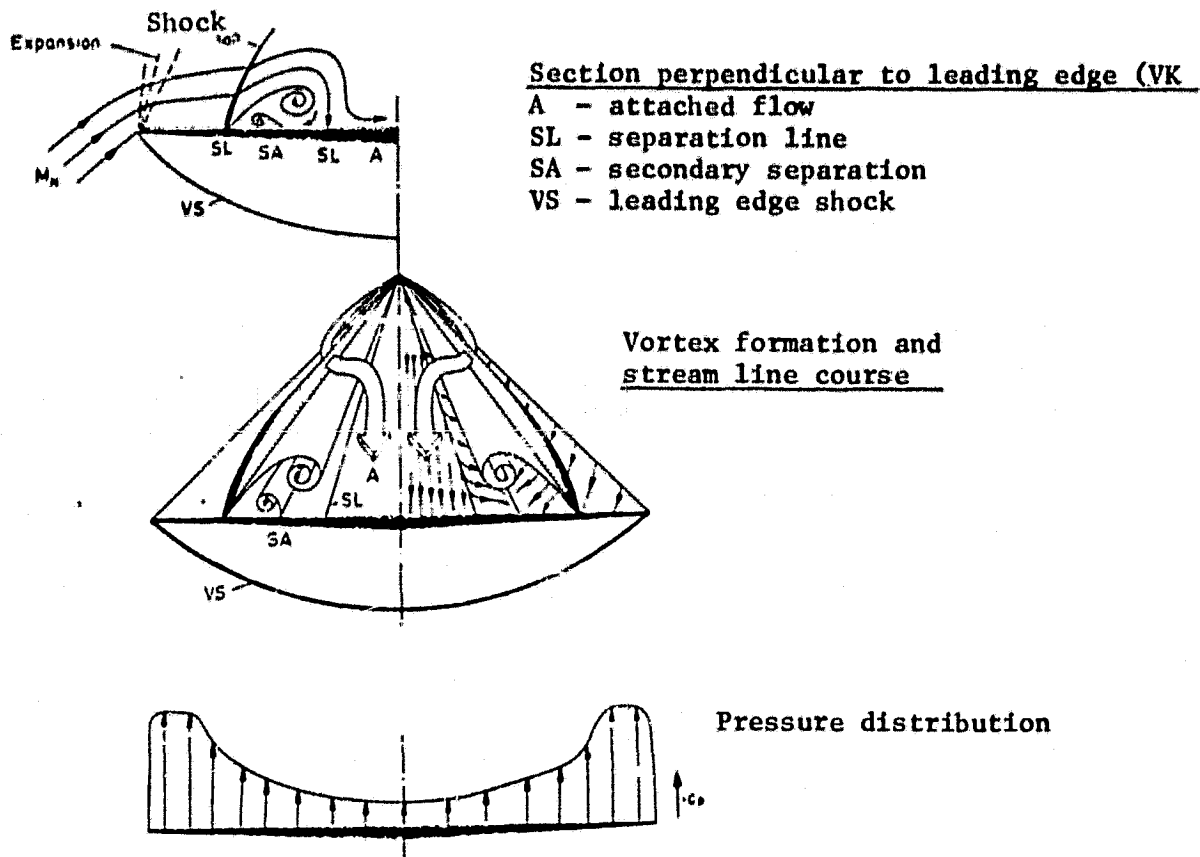 Shock
Expansion
Section perpendicular to leading edge (VK
A - attached flow
SL - separation line
SA - secondary separation
VS - leading edge shock
SL SA SL A
M_N
VS
Vortex formation and
stream line course
A
SL
SA
VS
Pressure distribution